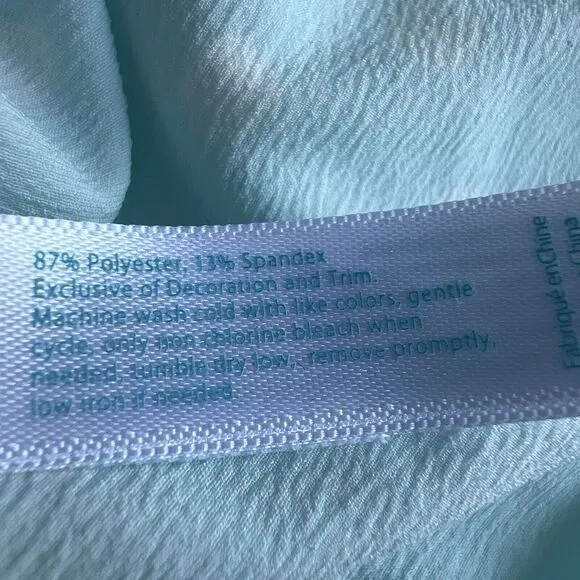 87% Polyester, 13% Spandex
Exclusive of Decoration and Trim.
Machine wash cold with like colors, gentle
cycle, only non chlorine bleach when
needed, tumble dry low, remove promptly,
low iron if needed.
Fabriqué en Chine
China